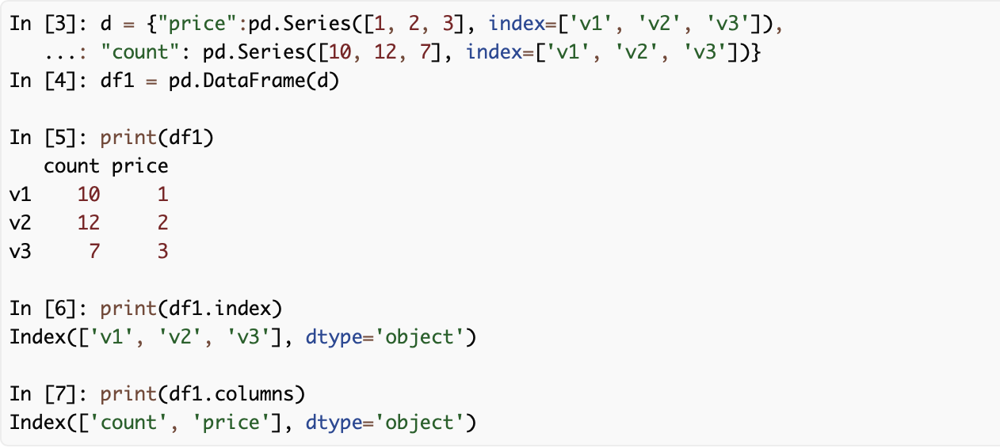 In [3]: d = {"price":pd.Series([1, 2, 3], index=['v1', 'v2', 'v3']),
   ...: "count": pd.Series([10, 12, 7], index=['v1', 'v2', 'v3'])}
In [4]: df1 = pd.DataFrame(d)

In [5]: print(df1)
   count price
v1    10     1
v2    12     2
v3     7     3

In [6]: print(df1.index)
Index(['v1', 'v2', 'v3'], dtype='object')

In [7]: print(df1.columns)
Index(['count', 'price'], dtype='object')